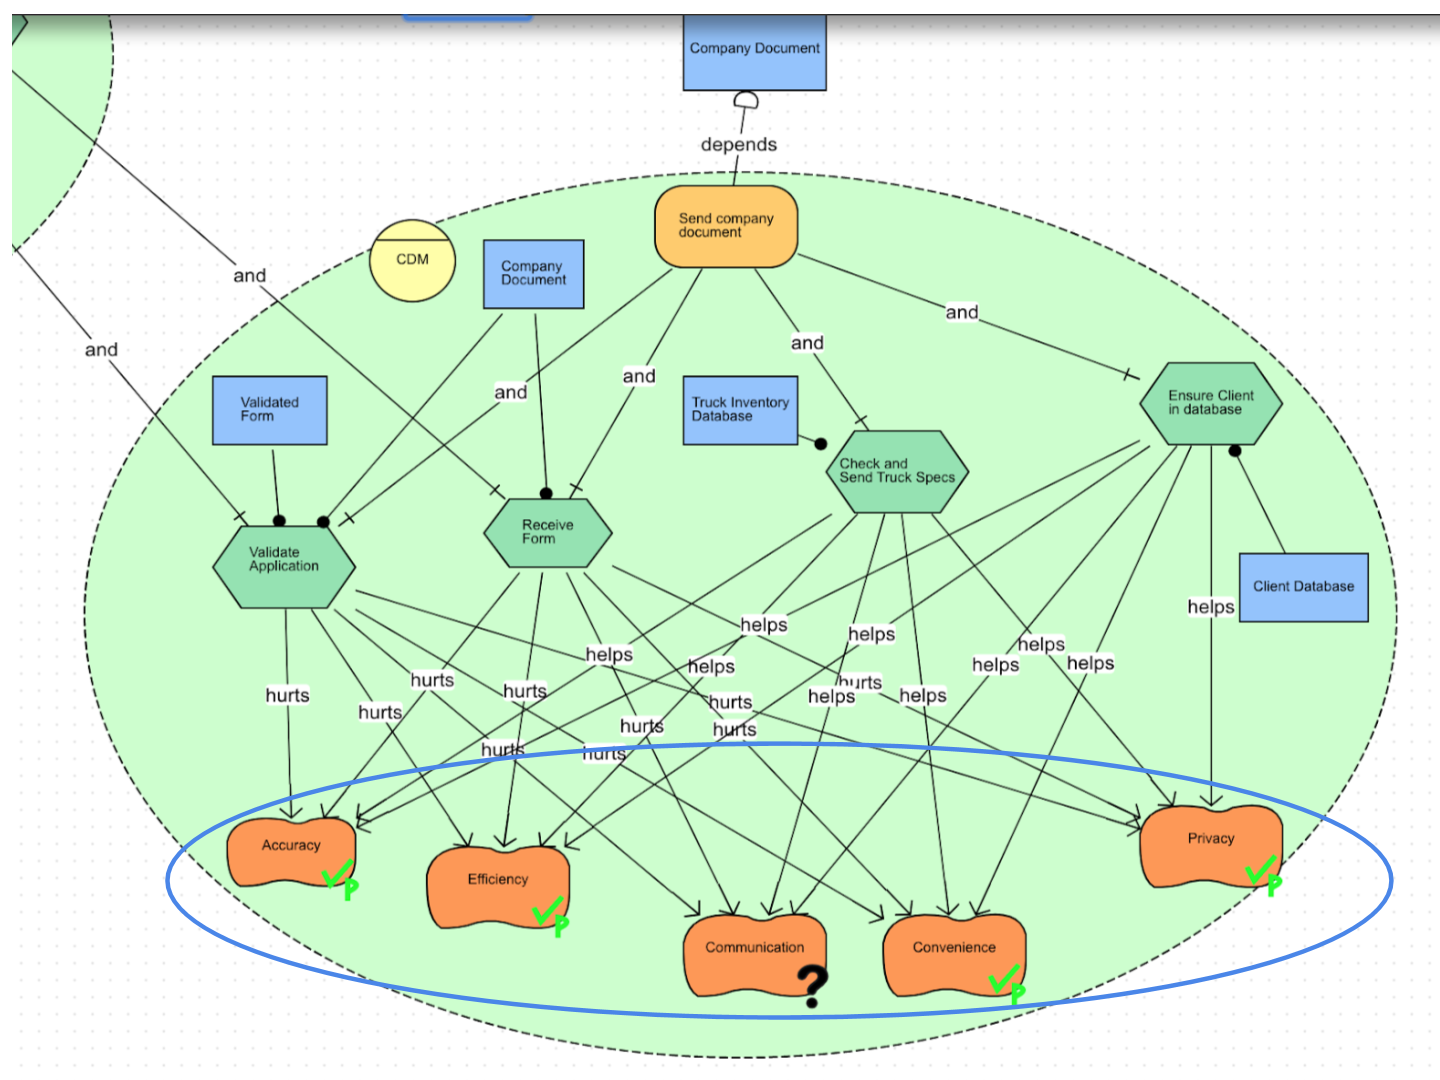 Company Document
depends
Send company
document
CDM
Company
Document
and
and
and
and
and
and
Validated
Form
Truck Inventory
Database
Ensure Client
in database
Check and
Send Truck Specs
Receive
Form
Validate
Application
Client Database
helps
helps
helps
helps
helps
helps
helps
helps
helps
hurts
hurts
hurts
hurts
hurts
hurts
hurts
hurts
hurts
hurts
Accuracy
P
Efficiency
P
Communication
?
Convenience
P
Privacy
P